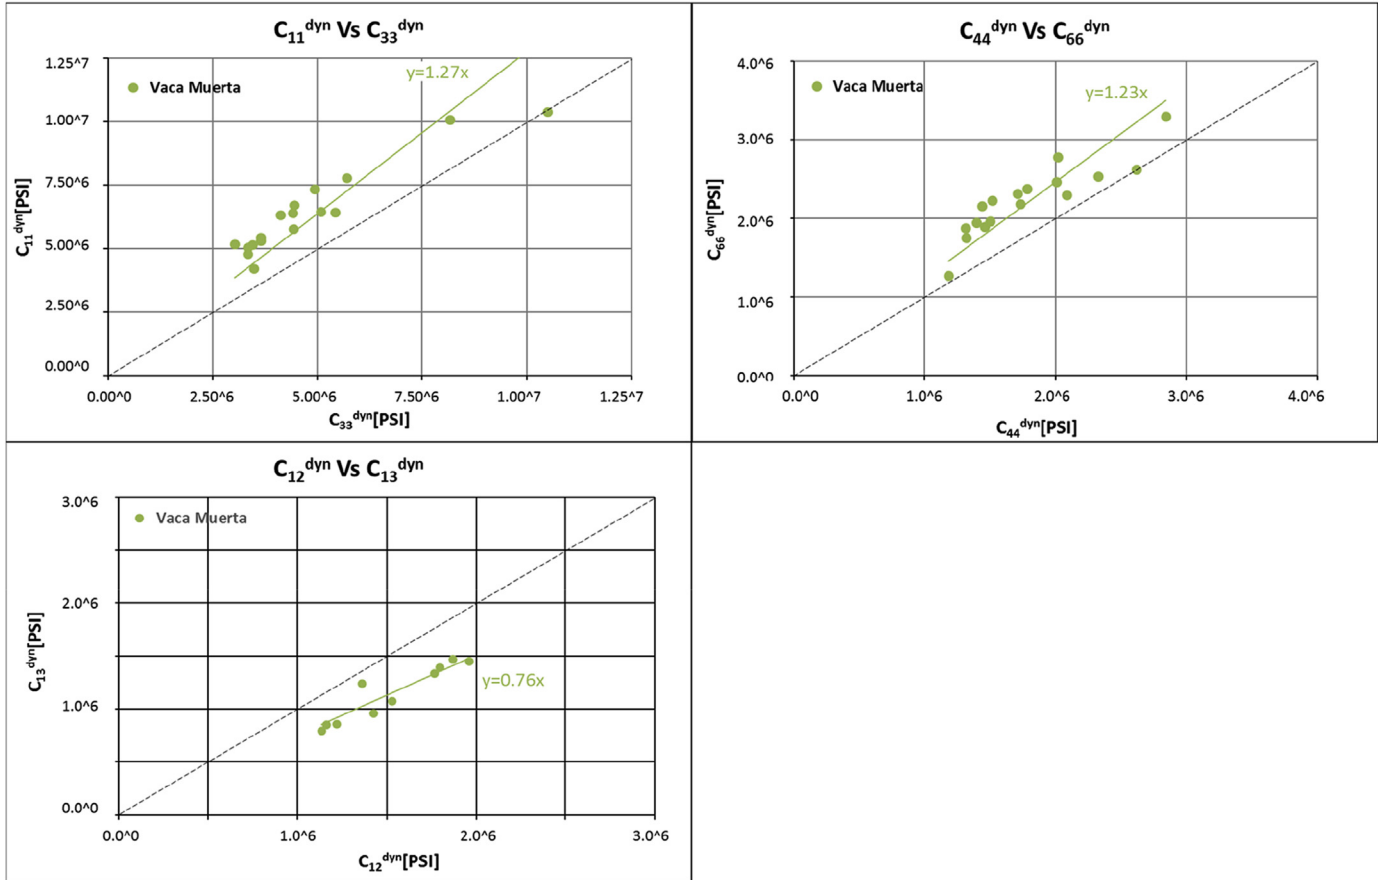 C₁₁ᵈʸⁿ Vs C₃₃ᵈʸⁿ
1.25^7
Vaca Muerta
y=1.27x
1.00^7
7.50^6
5.00^6
2.50^6
0.00^0
C₁₁ᵈʸⁿ[PSI]
0.00^0 2.50^6 5.00^6 7.50^6 1.00^7 1.25^7
C₃₃ᵈʸⁿ[PSI]
C₄₄ᵈʸⁿ Vs C₆₆ᵈʸⁿ
4.0^6
Vaca Muerta
y=1.23x
3.0^6
2.0^6
1.0^6
0.0^0
C₆₆ᵈʸⁿ[PSI]
0.0^0 1.0^6 2.0^6 3.0^6 4.0^6
C₄₄ᵈʸⁿ[PSI]
C₁₂ᵈʸⁿ Vs C₁₃ᵈʸⁿ
3.0^6
Vaca Muerta
2.0^6
y=0.76x
1.0^6
0.0^0
C₁₃ᵈʸⁿ[PSI]
0.0^0 1.0^6 2.0^6 3.0^6
C₁₂ᵈʸⁿ[PSI]